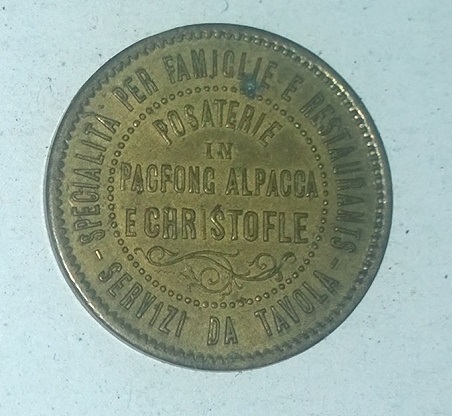 SPECIALITÀ PER FAMIGLIE E RESTAURANTS
POSATERIE
IN
PACFONG ALPACCA
E CHRISTOFLE
- SERVIZI DA TAVOLA -